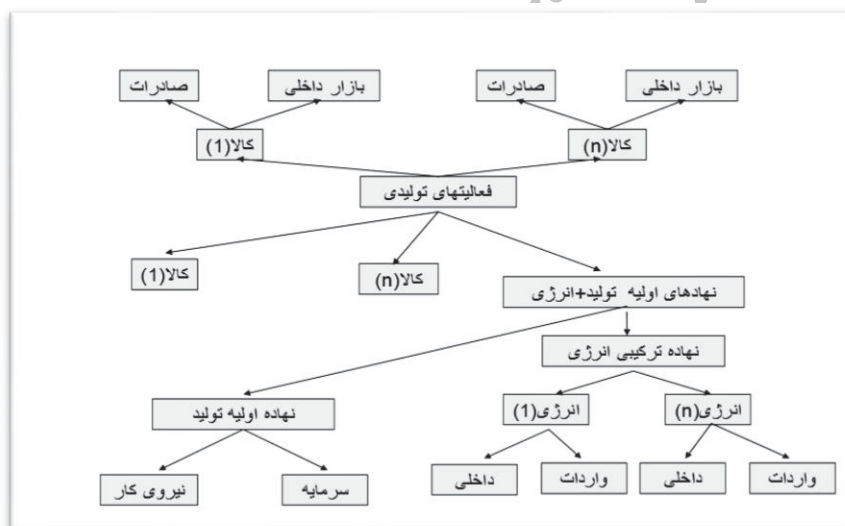 بازار داخلی
صادرات
بازار داخلی
صادرات
کالا(n)
کالا(1)
فعالیتهای تولیدی
کالا(n)
کالا(1)
نهادهای اولیه تولید+انرژی
نهاده ترکیبی انرژی
انرژی(n)
انرژی(1)
نهاده اولیه تولید
واردات
داخلی
واردات
داخلی
سرمایه
نیروی کار